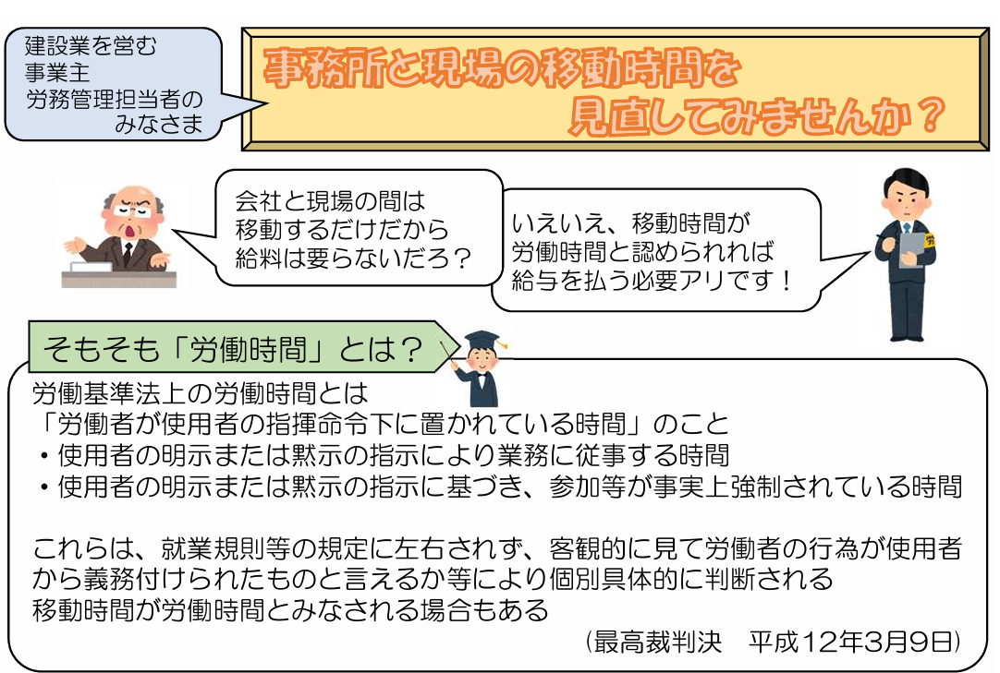 建設業を営む
事業主
労務管理担当者の
みなさま
事務所と現場の移動時間を
見直してみませんか？
会社と現場の間は
移動するだけだから
給料は要らないだろ？
いえいえ、移動時間が
労働時間と認められれば
給与を払う必要アリです！
労
そもそも「労働時間」とは？
労働基準法上の労働時間とは
「労働者が使用者の指揮命令下に置かれている時間」のこと
・使用者の明示または黙示の指示により業務に従事する時間
・使用者の明示または黙示の指示に基づき、参加等が事実上強制されている時間
これらは、就業規則等の規定に左右されず、客観的に見て労働者の行為が使用者
から義務付けられたものと言えるか等により個別具体的に判断される
移動時間が労働時間とみなされる場合もある
（最高裁判決　平成12年3月9日）